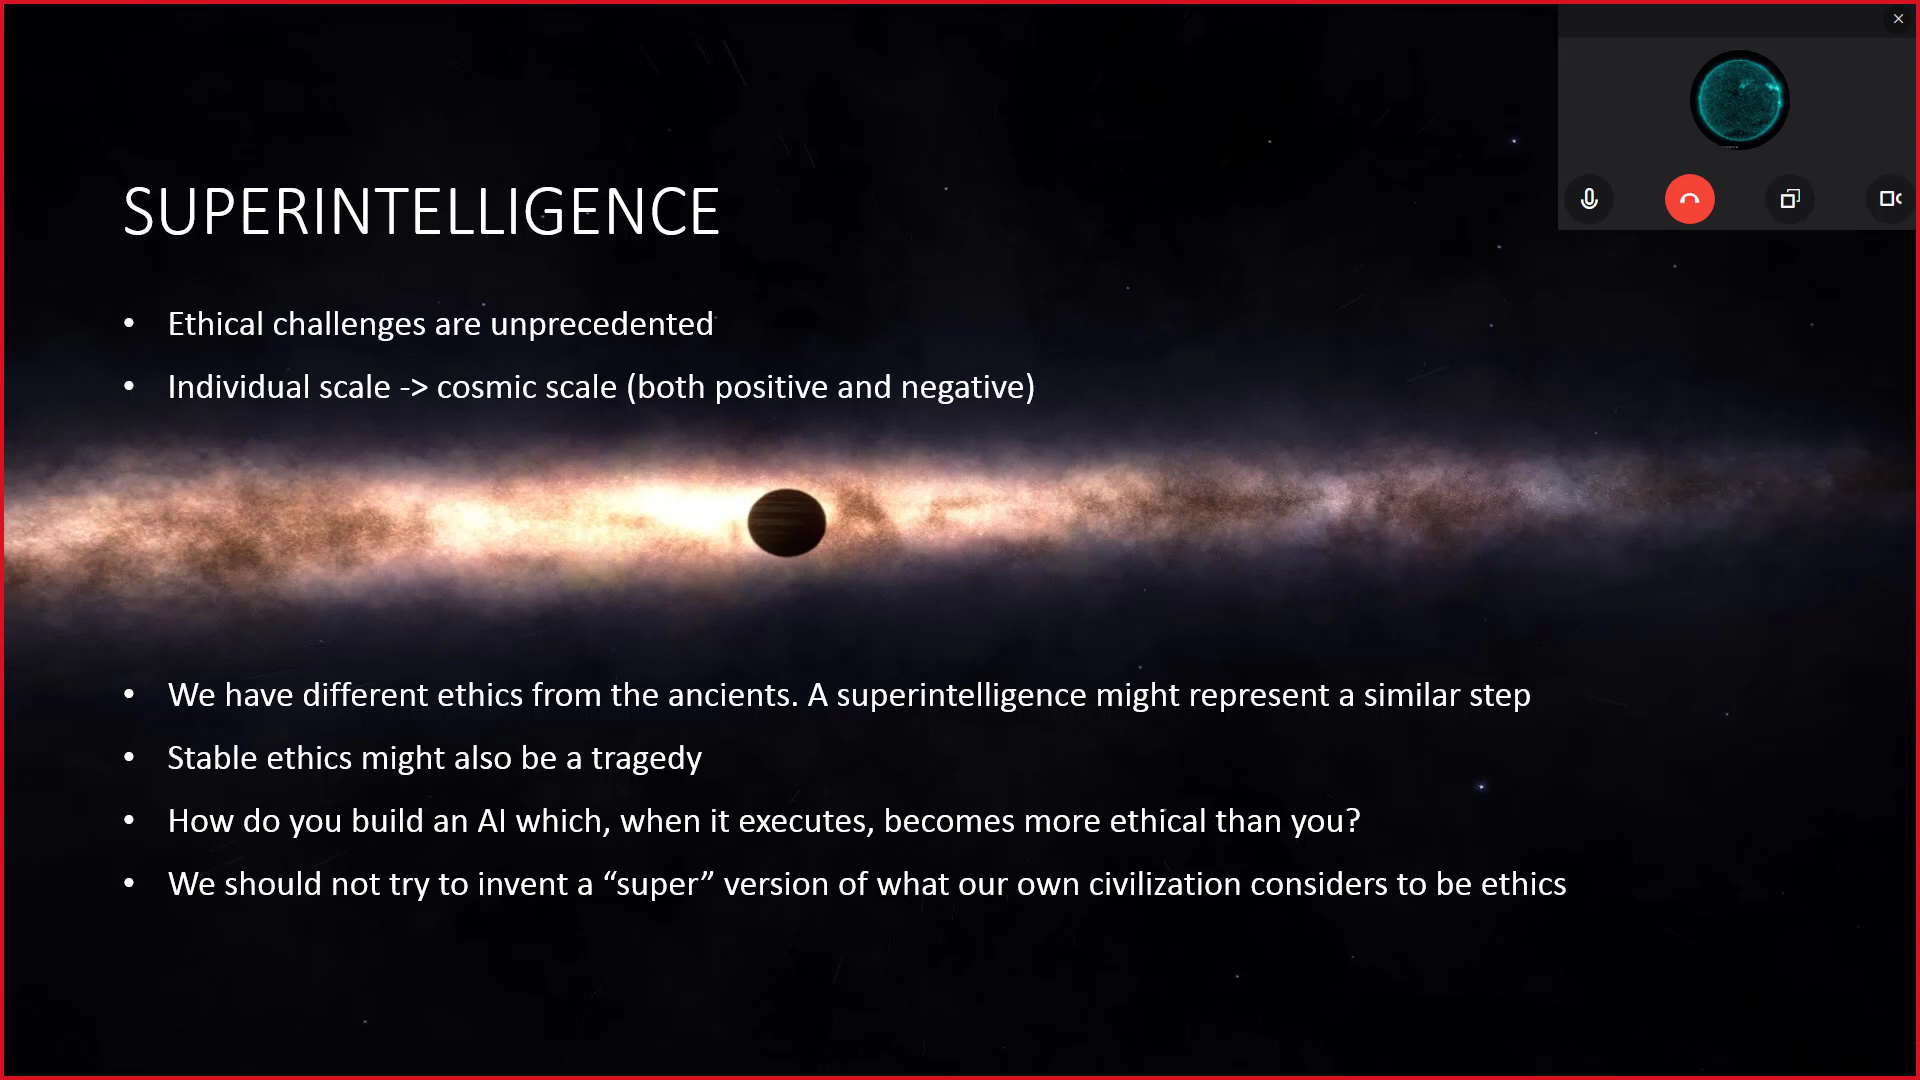 SUPERINTELLIGENCE
• Ethical challenges are unprecedented
• Individual scale -> cosmic scale (both positive and negative)
• We have different ethics from the ancients. A superintelligence might represent a similar step
• Stable ethics might also be a tragedy
• How do you build an AI which, when it executes, becomes more ethical than you?
• We should not try to invent a “super” version of what our own civilization considers to be ethics